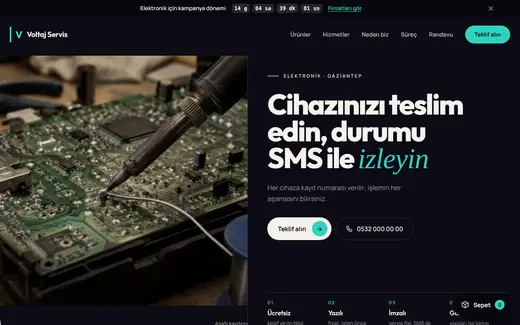 Elektronik için kampanya dönemi 14 g 04 sa 39 dk 01 sn Fırsatları gör
V Voltaj Servis
Ürünler Hizmetler Neden biz Süreç Randevu Teklif alın
ELEKTRONİK · GAZİANTEP
Cihazınızı teslim
edin, durumu
SMS ile izleyin
Her cihaza kayıt numarası verilir; işlemin her
aşamasını bilirsiniz.
Teklif alın
0532 000 00 00
01 02 03
Ücretsiz Yazılı İmzalı
Sepet 0